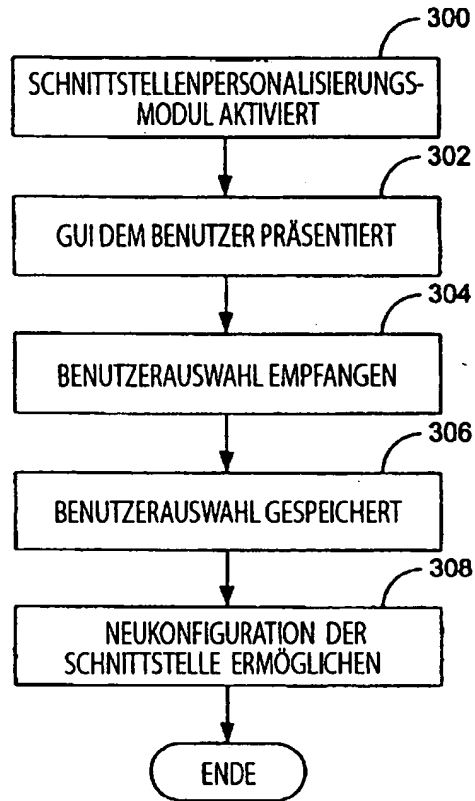 300
SCHNITTSTELLENPERSONALISIERUNGS-
MODUL AKTIVIERT
302
GUI DEM BENUTZER PRÄSENTIERT
304
BENUTZERAUSWAHL EMPFANGEN
306
BENUTZERAUSWAHL GESPEICHERT
308
NEUKONFIGURATION DER
SCHNITTSTELLE ERMÖGLICHEN
ENDE